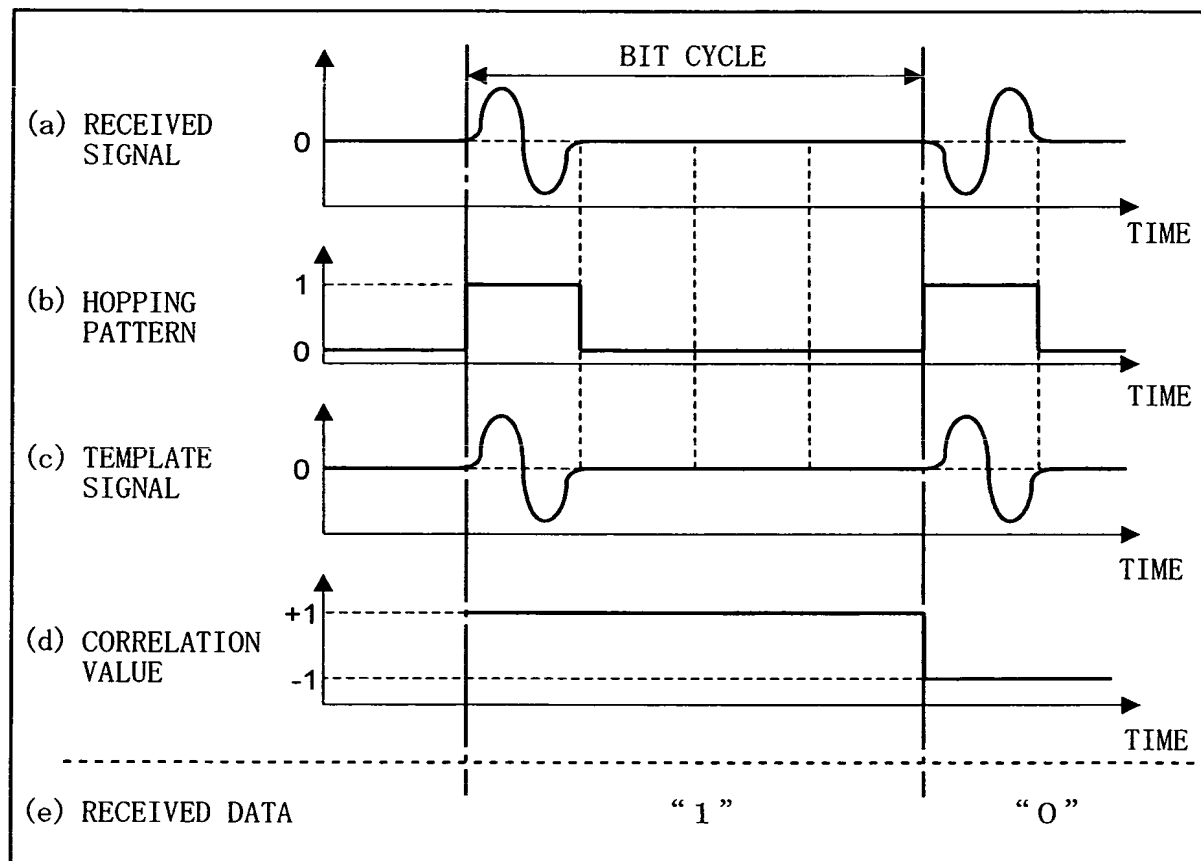 BIT CYCLE
(a) RECEIVED
SIGNAL
0
TIME
(b) HOPPING
PATTERN
1
0
TIME
(c) TEMPLATE
SIGNAL
0
TIME
(d) CORRELATION
VALUE
+1
-1
TIME
(e) RECEIVED DATA “1” “0”